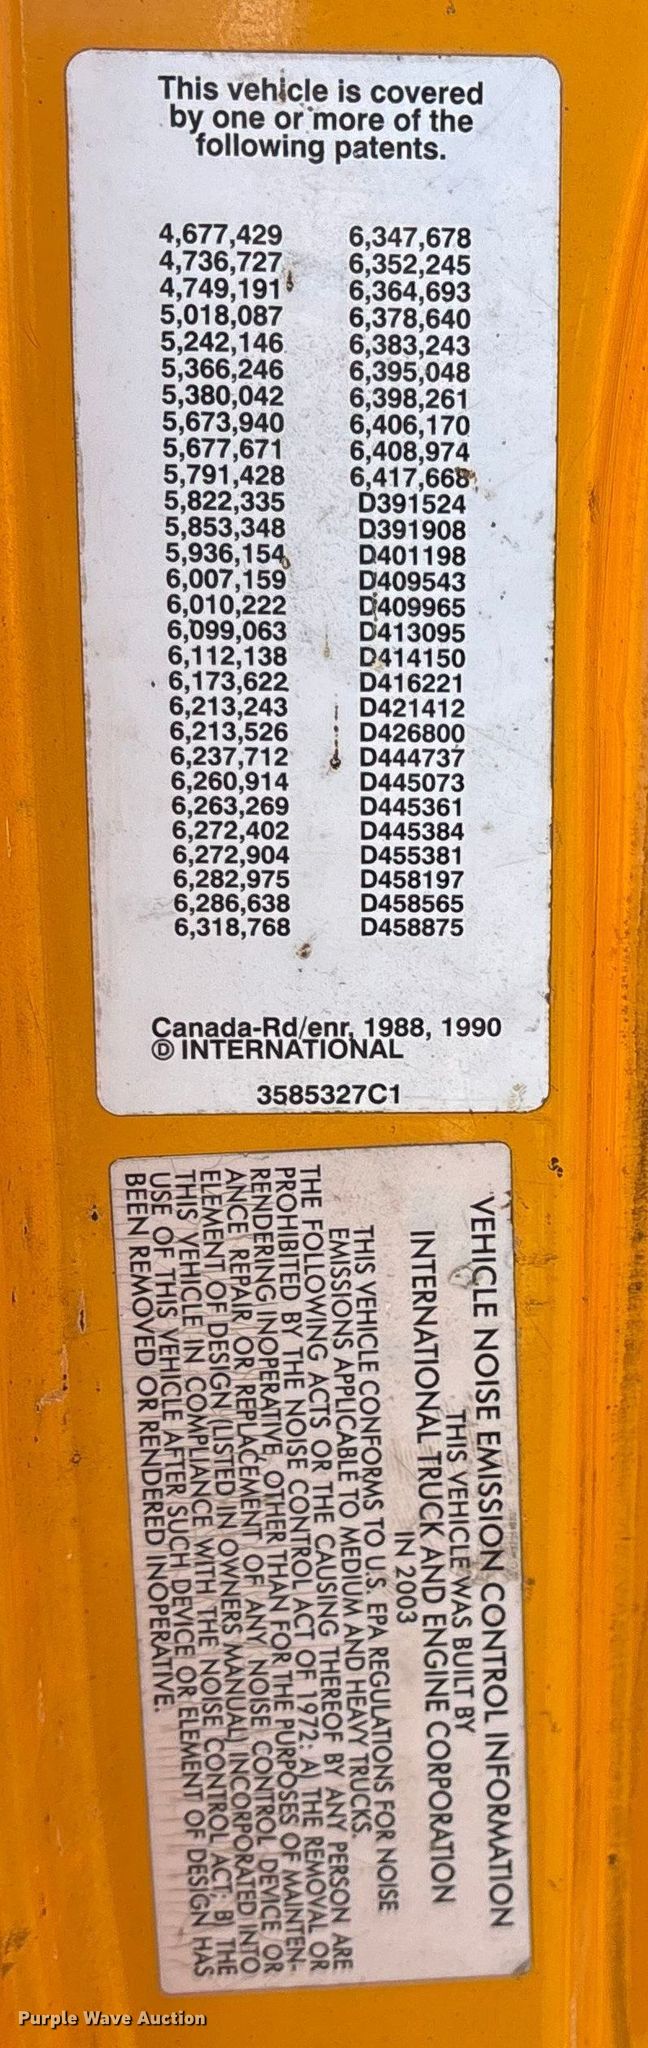 This vehicle is covered
by one or more of the
following patents.
4,677,429 6,347,678
4,736,727 6,352,245
4,749,191 6,364,693
5,018,087 6,378,640
5,242,146 6,383,243
5,366,246 6,395,048
5,380,042 6,398,261
5,673,940 6,406,170
5,677,671 6,408,974
5,791,428 6,417,668
5,822,335 D391524
5,853,348 D391908
5,936,154 D401198
6,007,159 D409543
6,010,222 D409965
6,099,063 D413095
6,112,138 D414150
6,173,622 D416221
6,213,243 D421412
6,213,526 D426800
6,237,712 D444737
6,260,914 D445073
6,263,269 D445361
6,272,402 D445384
6,272,904 D455381
6,282,975 D458197
6,286,638 D458565
6,318,768 D458875
Canada-Rd/enr, 1988, 1990
Ⓓ INTERNATIONAL
3585327C1
VEHICLE NOISE EMISSION CONTROL INFORMATION
THIS VEHICLE WAS BUILT BY
INTERNATIONAL TRUCK AND ENGINE CORPORATION
IN 2003
THIS VEHICLE CONFORMS TO U.S. EPA REGULATIONS FOR NOISE
EMISSIONS APPLICABLE TO MEDIUM AND HEAVY TRUCKS.
THE FOLLOWING ACTS OR THE CAUSING THEREOF BY ANY PERSON ARE
PROHIBITED BY THE NOISE CONTROL ACT OF 1972: A) THE REMOVAL OR
RENDERING INOPERATIVE, OTHER THAN FOR THE PURPOSES OF MAINTEN-
ANCE, REPAIR, OR REPLACEMENT OF ANY NOISE CONTROL DEVICE OR
ELEMENT OF DESIGN (LISTED IN OWNERS MANUAL) INCORPORATED INTO
THIS VEHICLE IN COMPLIANCE WITH THE NOISE CONTROL ACT; B) THE
USE OF THIS VEHICLE AFTER SUCH DEVICE OR ELEMENT OF DESIGN HAS
BEEN REMOVED OR RENDERED INOPERATIVE.
Purple Wave Auction